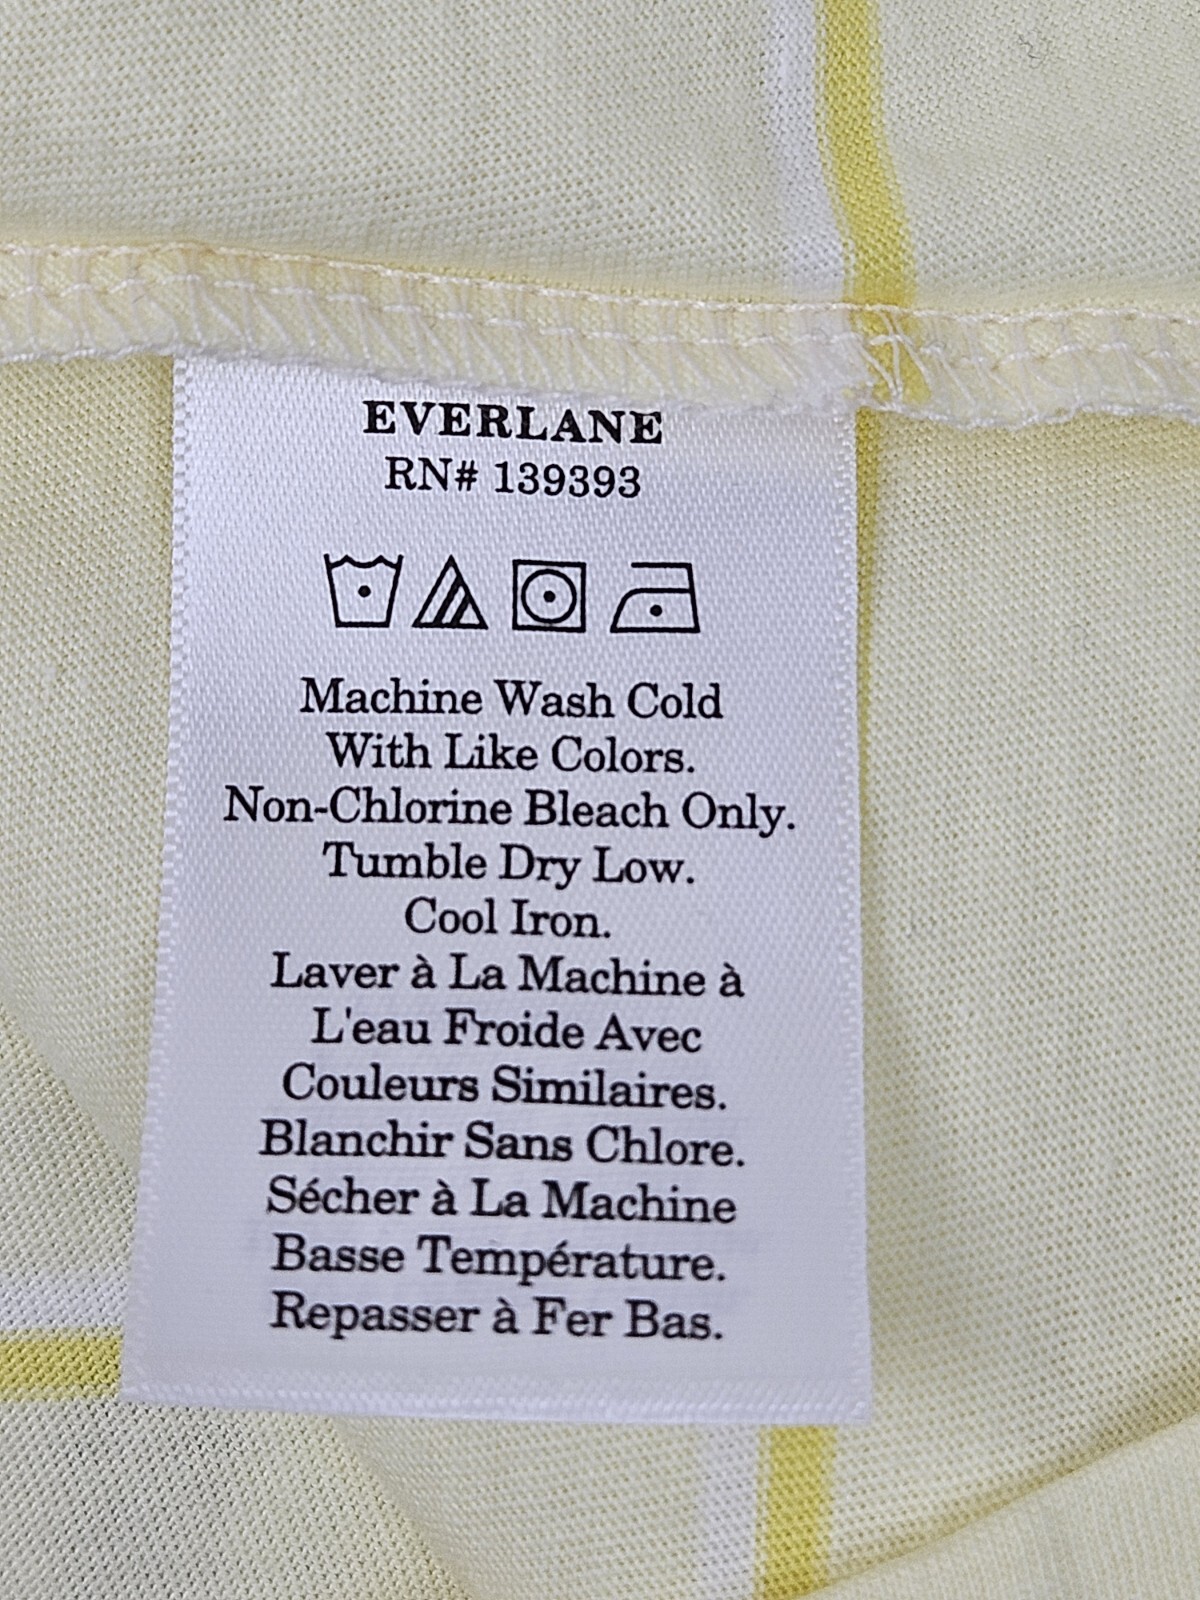 EVERLANE
RN# 139393
Machine Wash Cold
With Like Colors.
Non-Chlorine Bleach Only.
Tumble Dry Low.
Cool Iron.
Laver à La Machine à
L'eau Froide Avec
Couleurs Similaires.
Blanchir Sans Chlore.
Sécher à La Machine
Basse Température.
Repasser à Fer Bas.